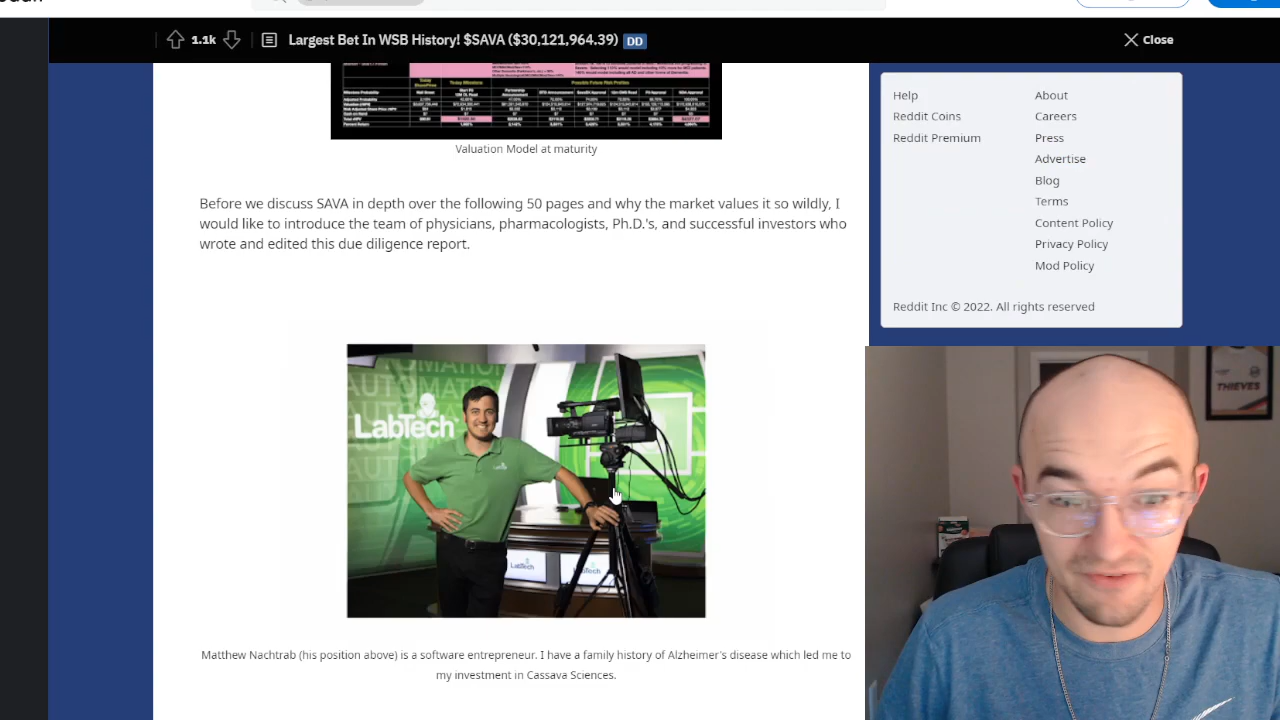 1.1k
Largest Bet In WSB History! $SAVA ($30,121,964.39) DD
Close
Valuation Model at maturity
Before we discuss SAVA in depth over the following 50 pages and why the market values it so wildly, I
would like to introduce the team of physicians, pharmacologists, Ph.D.'s, and successful investors who
wrote and edited this due diligence report.
AUTOMATION
AUTOMAT
LabTech
LabTech
LabTech
Matthew Nachtrab (his position above) is a software entrepreneur. I have a family history of Alzheimer's disease which led me to
my investment in Cassava Sciences.
Help
Reddit Coins
Reddit Premium
About
Careers
Press
Advertise
Blog
Terms
Content Policy
Privacy Policy
Mod Policy
Reddit Inc © 2022. All rights reserved
THIEVES